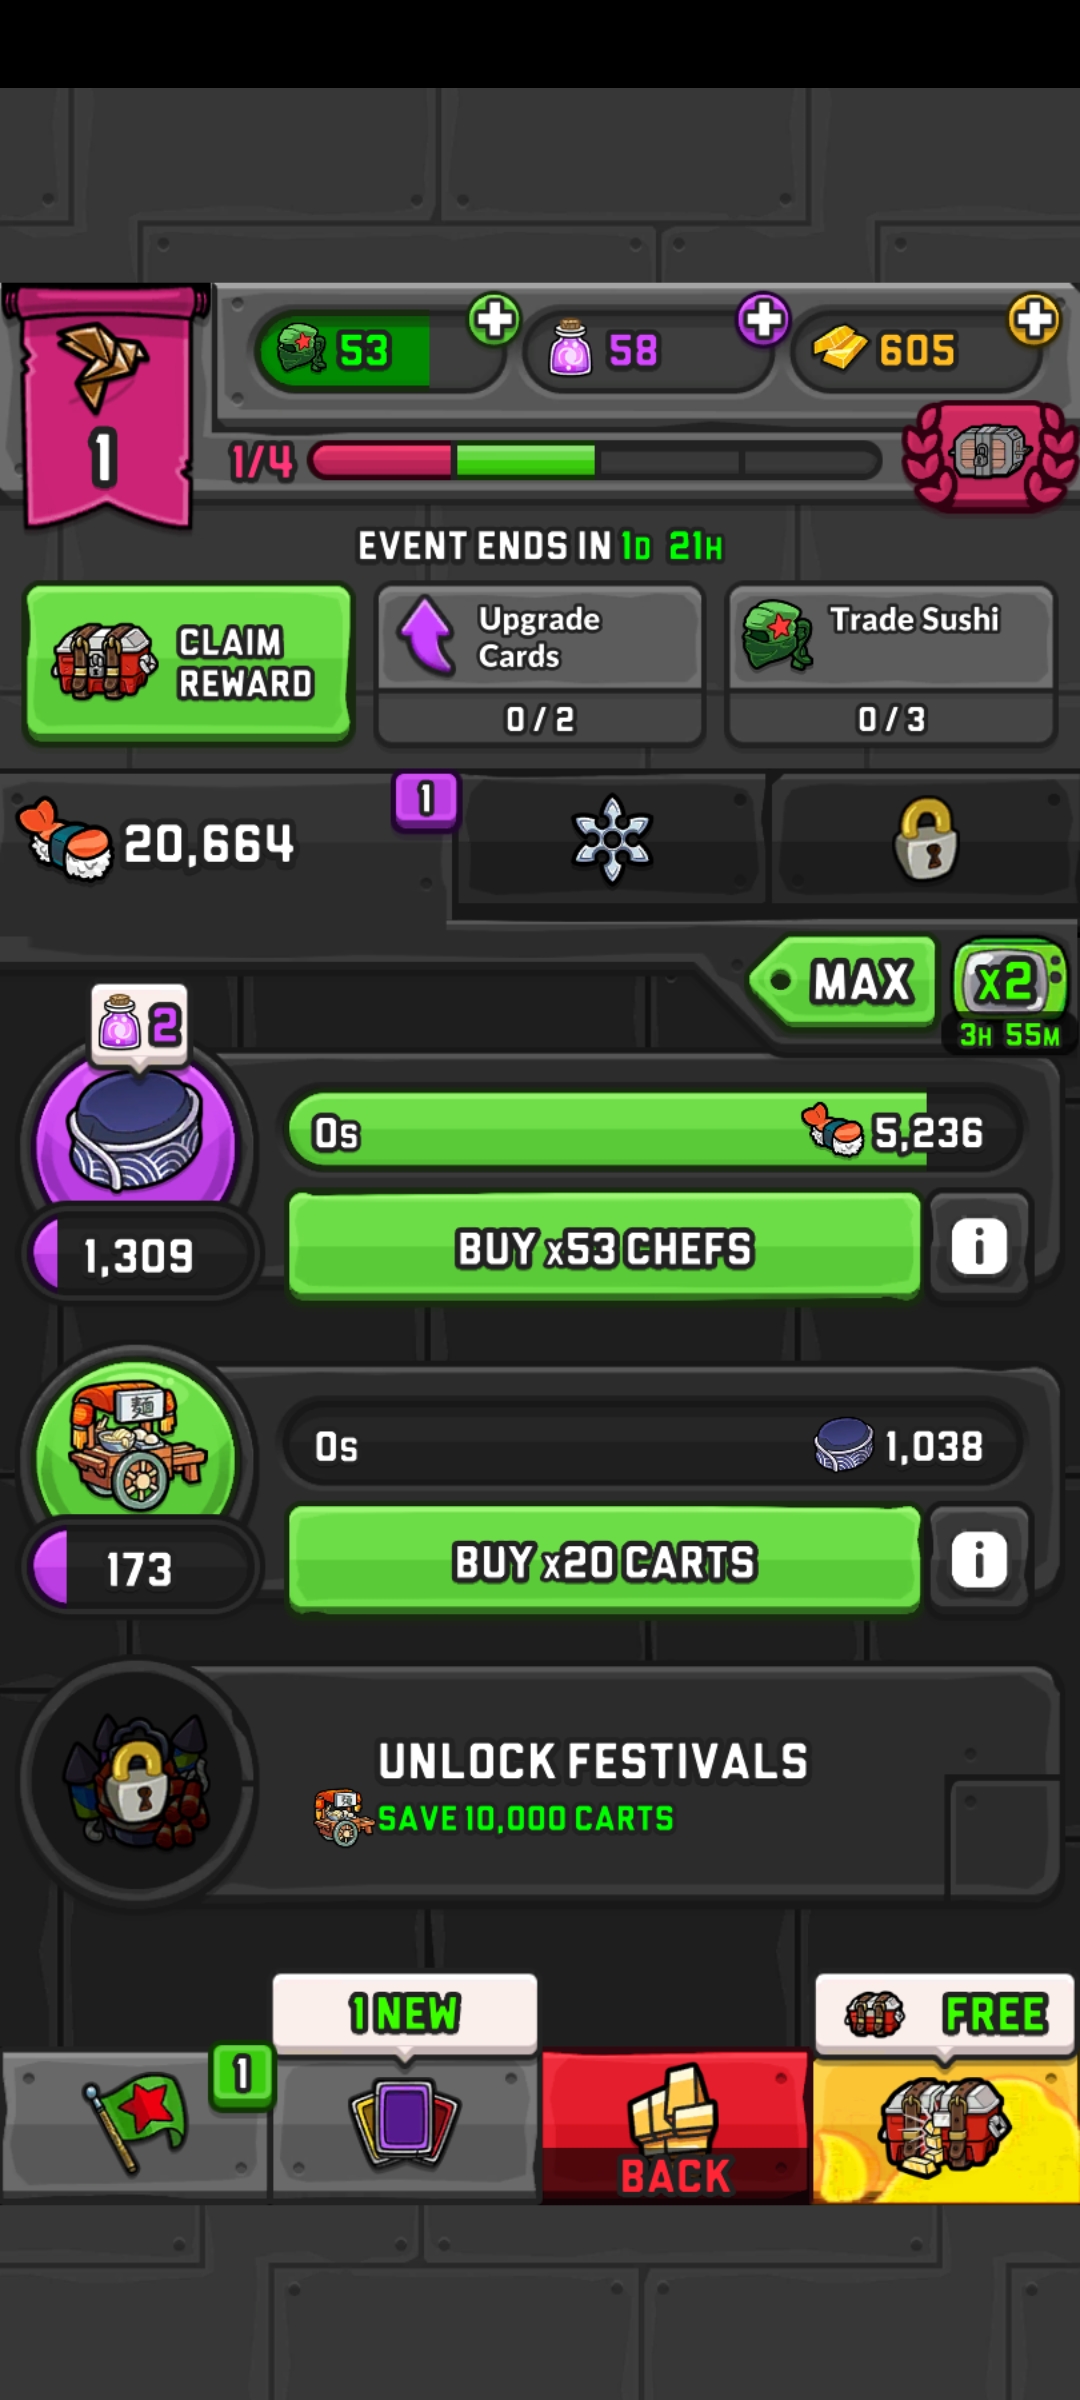 53
58
605
1
1/4
EVENT ENDS IN 1D 21H
CLAIM
REWARD
Upgrade
Cards
0 / 2
Trade Sushi
0 / 3
20,664
1
MAX
x2
3H 55M
2
0s
5,236
1,309
BUY x53 CHEFS
i
麺
0s
1,038
173
BUY x20 CARTS
i
UNLOCK FESTIVALS
SAVE 10,000 CARTS
1 NEW
FREE
1
BACK